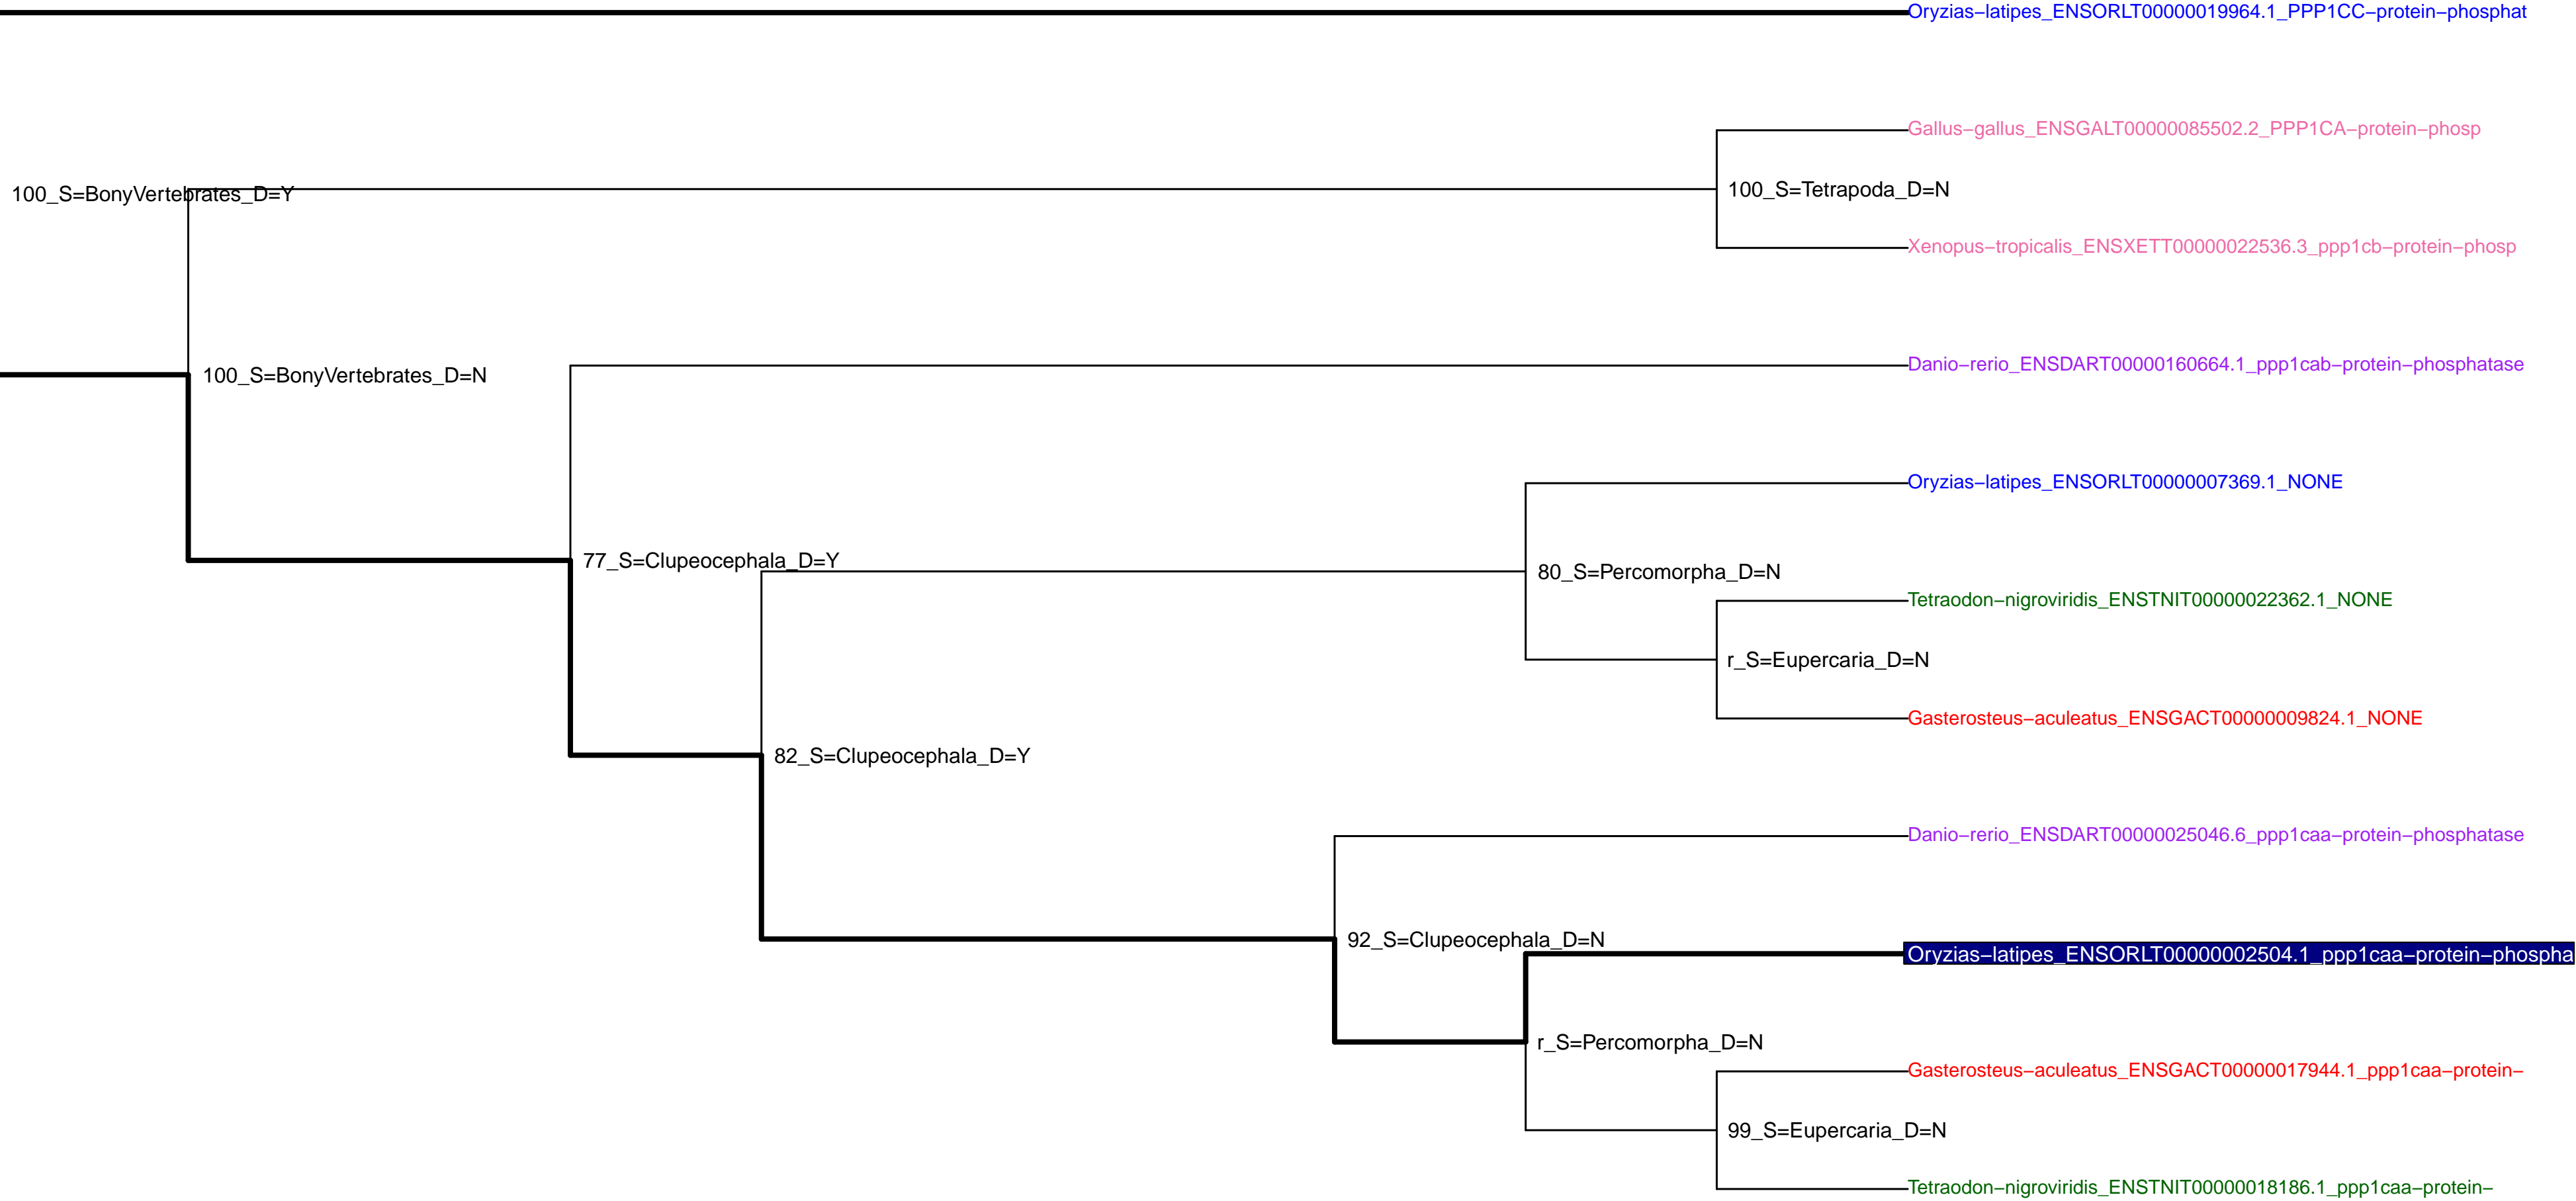 Oryzias−latipes_ENSORLT00000019964.1_PPP1CC−protein−phosphat
Gallus−gallus_ENSGALT00000085502.2_PPP1CA−protein−phosp
100_S=BonyVertebrates_D=Y
100_S=Tetrapoda_D=N
Xenopus−tropicalis_ENSXETT00000022536.3_ppp1cb−protein−phosp
Danio−rerio_ENSDART00000160664.1_ppp1cab−protein−phosphatase
100_S=BonyVertebrates_D=N
Oryzias−latipes_ENSORLT00000007369.1_NONE
77_S=Clupeocephala_D=Y
80_S=Percomorpha_D=N
Tetraodon−nigroviridis_ENSTNIT00000022362.1_NONE
r_S=Eupercaria_D=N
Gasterosteus−aculeatus_ENSGACT00000009824.1_NONE
82_S=Clupeocephala_D=Y
Danio−rerio_ENSDART00000025046.6_ppp1caa−protein−phosphatase
92_S=Clupeocephala_D=N
Oryzias−latipes_ENSORLT00000002504.1_ppp1caa−protein−phospha
r_S=Percomorpha_D=N
Gasterosteus−aculeatus_ENSGACT00000017944.1_ppp1caa−protein−
99_S=Eupercaria_D=N
Tetraodon−nigroviridis_ENSTNIT00000018186.1_ppp1caa−protein−